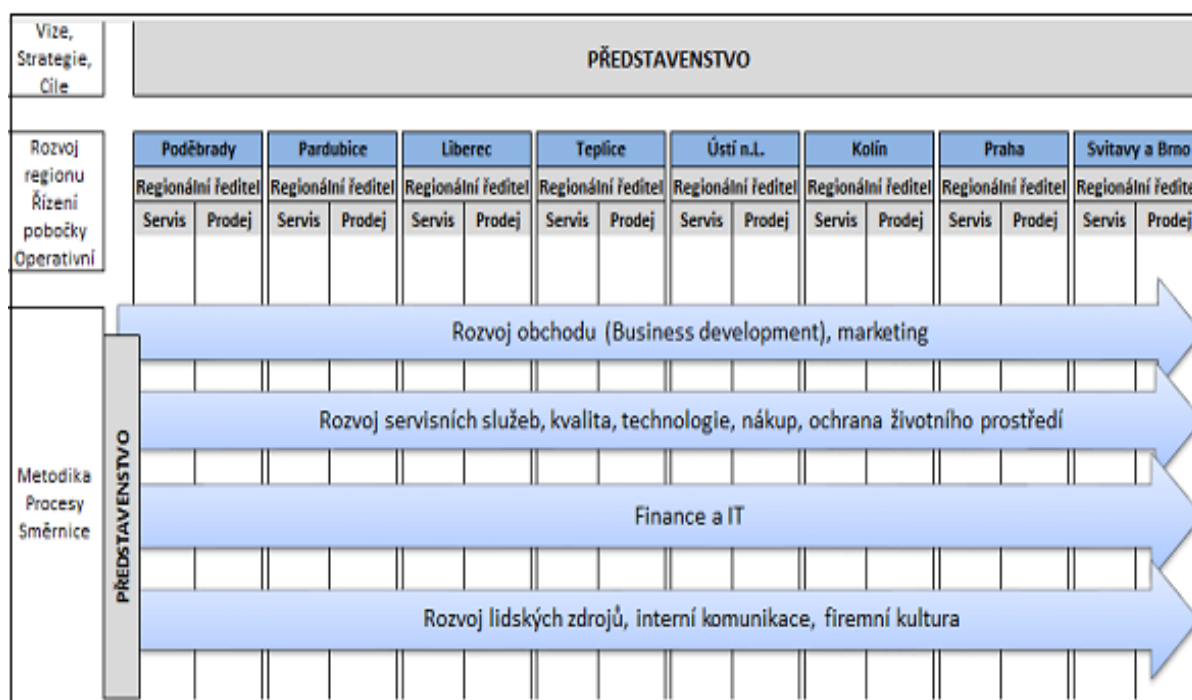 Vize,
Strategie,
Cíle
PŘEDSTAVENSTVO
Rozvoj
regionu
Řízení
pobočky
Operativní
Poděbrady Pardubice Liberec Teplice Ústí n.L. Kolín Praha Svitavy a Brno
Regionální ředitel Regionální ředitel Regionální ředitel Regionální ředitel Regionální ředitel Regionální ředitel Regionální ředitel Regionální ředite
Servis Prodej Servis Prodej Servis Prodej Servis Prodej Servis Prodej Servis Prodej Servis Prodej Servis Prodej
Rozvoj obchodu (Business development), marketing
Rozvoj servisních služeb, kvalita, technologie, nákup, ochrana životního prostředí
Metodika
Procesy
Směrnice
PŘEDSTAVENSTVO
Finance a IT
Rozvoj lidských zdrojů, interní komunikace, firemní kultura